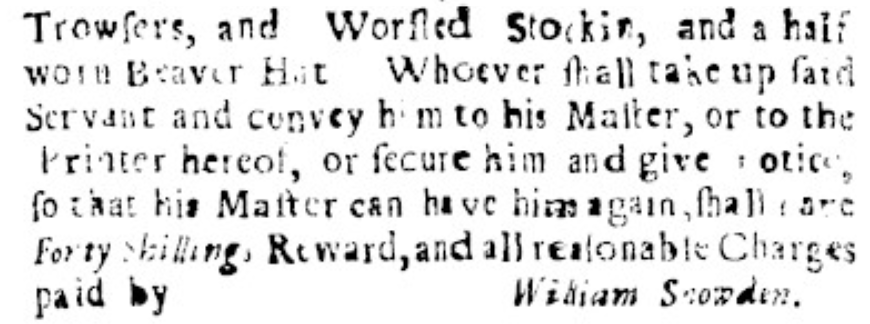 Trowſers, and Worſted Stockin, and a half
worn Beaver Hat Whoever ſhall take up ſaid
Servant and convey him to his Maſter, or to the
Printer hereof, or ſecure him and give notice,
ſo that his Maſter can have him again, ſhall have
Forty ſhillings Reward, and all reaſonable Charges
paid by William Snowden.